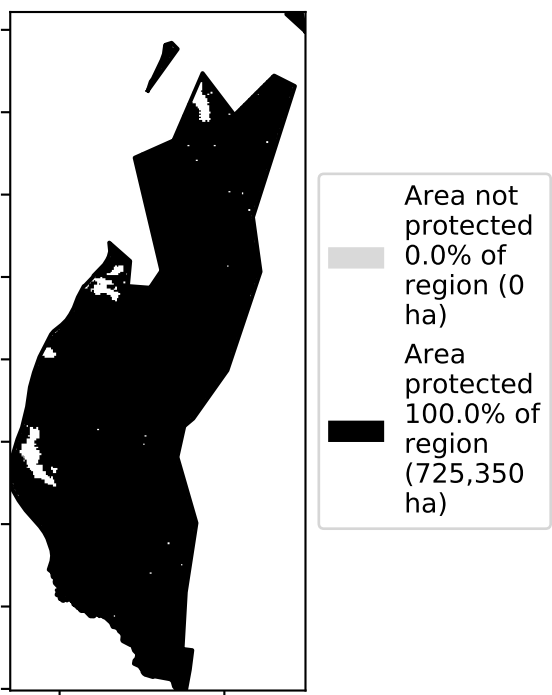 Area not
protected
0.0% of
region (0
ha)
Area
protected
100.0% of
region
(725,350
ha)